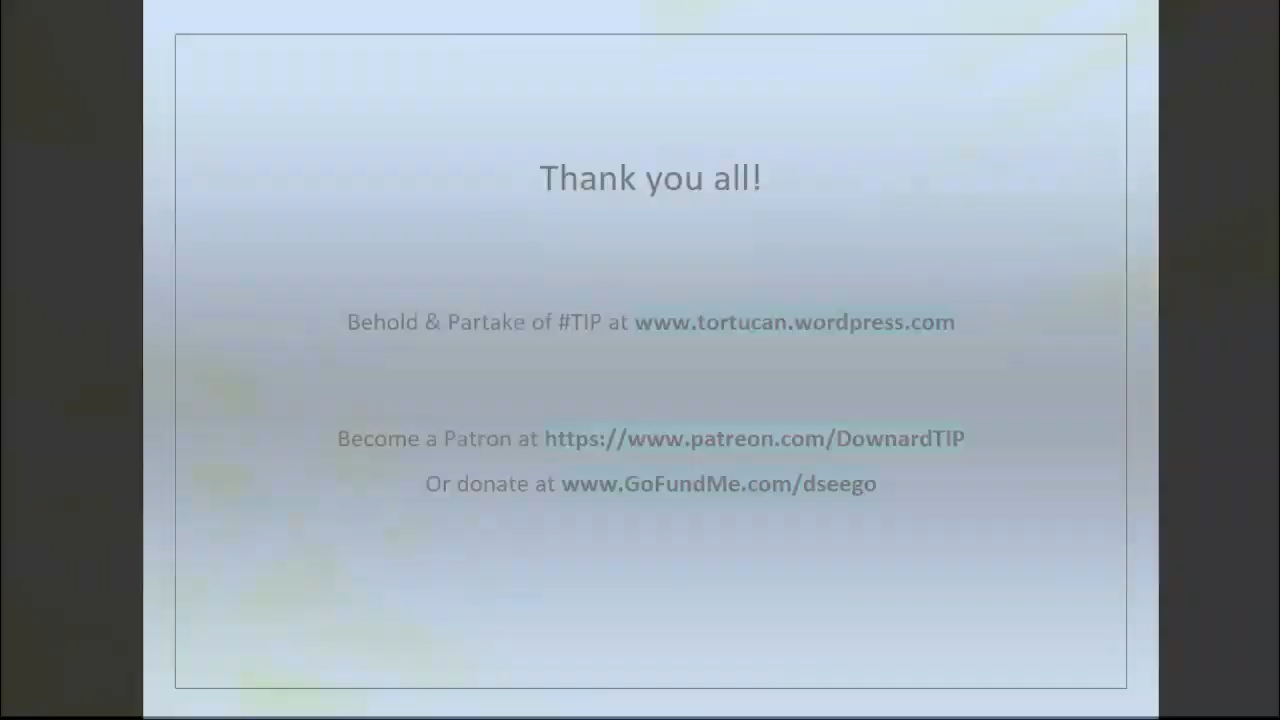 Thank you all!
Behold & Partake of #TIP at www.tortucan.wordpress.com
Become a Patron at https://www.patreon.com/DownardTIP
Or donate at www.GoFundMe.com/dseego